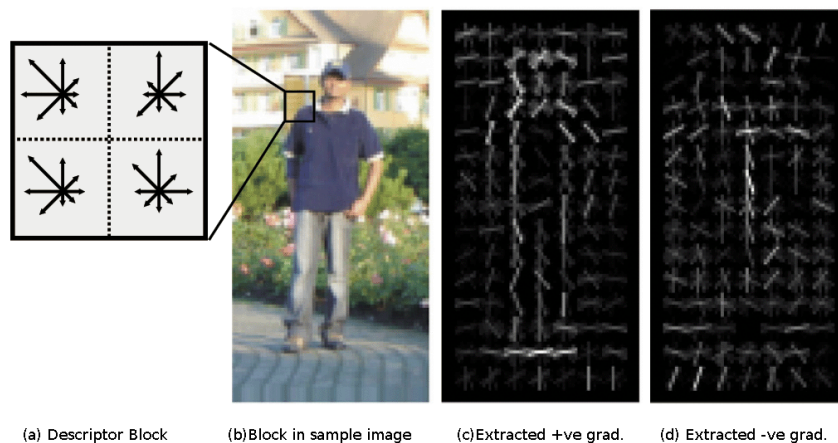 (a) Descriptor Block
(b)Block in sample image
(c)Extracted +ve grad.
(d) Extracted -ve grad.